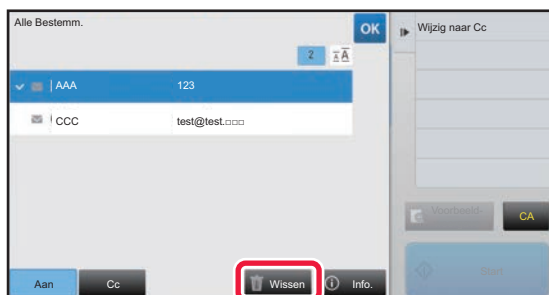 Alle Bestemm.
OK
Wijzig naar Cc
2
AAA 123
CCC test@test.□□□
Voorbeeld-
CA
Start
Aan
Cc
Wissen
Info.